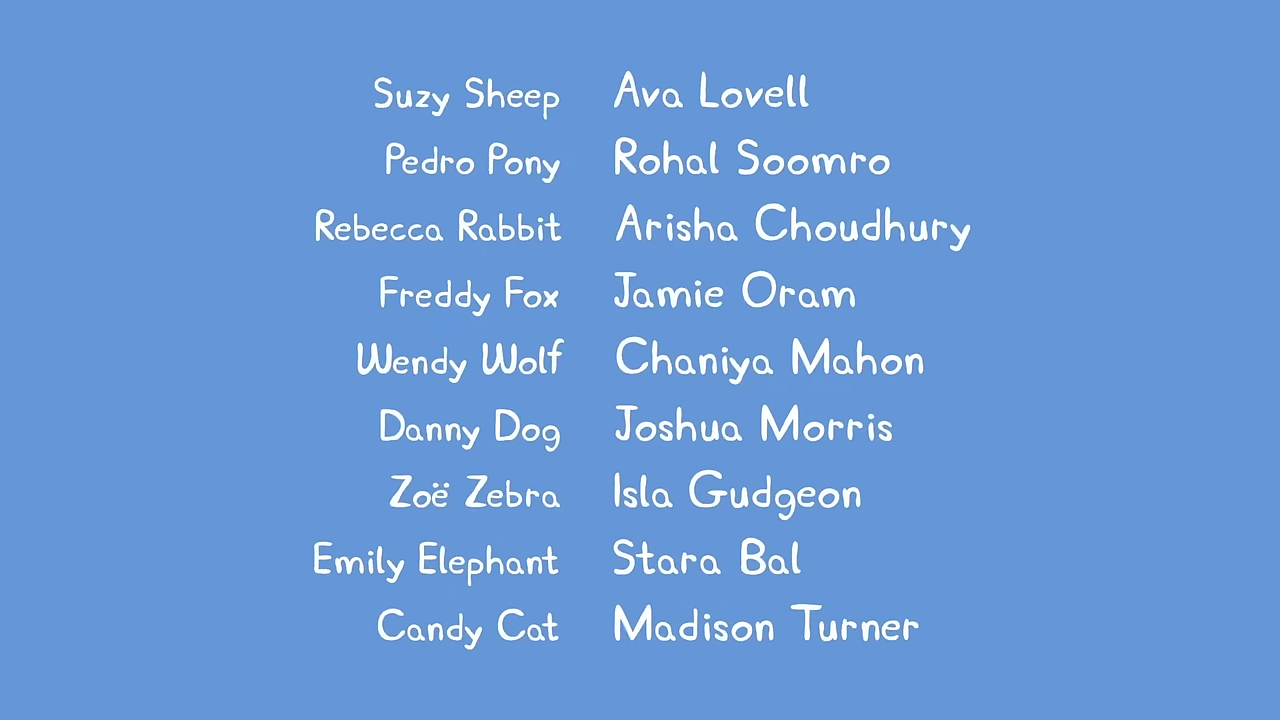 Suzy Sheep Ava Lovell
Pedro Pony Rohal Soomro
Rebecca Rabbit Arisha Choudhury
Freddy Fox Jamie Oram
Wendy Wolf Chaniya Mahon
Danny Dog Joshua Morris
Zoë Zebra Isla Gudgeon
Emily Elephant Stara Bal
Candy Cat Madison Turner